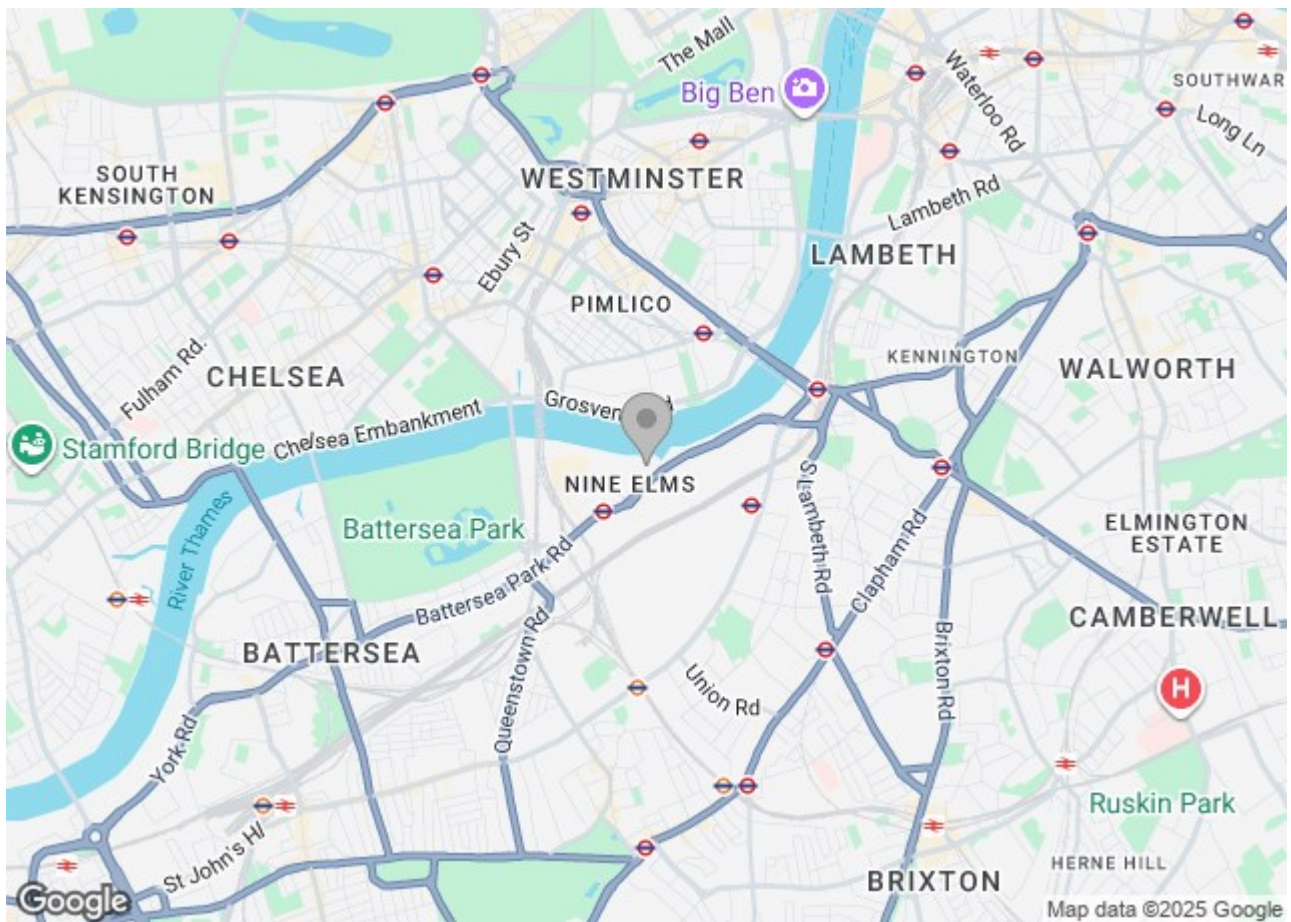 The Mall
Big Ben
Waterloo Rd
SOUTHWAR
Long Ln
SOUTH
KENSINGTON
WESTMINSTER
Lambeth Rd
LAMBETH
Ebury St
PIMLICO
KENNINGTON
WALWORTH
Fulham Rd.
CHELSEA
Grosven
Chelsea Embankment
Stamford Bridge
NINE ELMS
S Lambeth Rd
Clapham Rd
River Thames
Battersea Park
ELMINGTON
ESTATE
Battersea Park Rd
CAMBERWELL
BATTERSEA
Queenstown Rd
Union Rd
Brixton Rd
H
York Rd
Ruskin Park
St John's H
HERNE HILL
BRIXTON
Google
Map data ©2025 Google